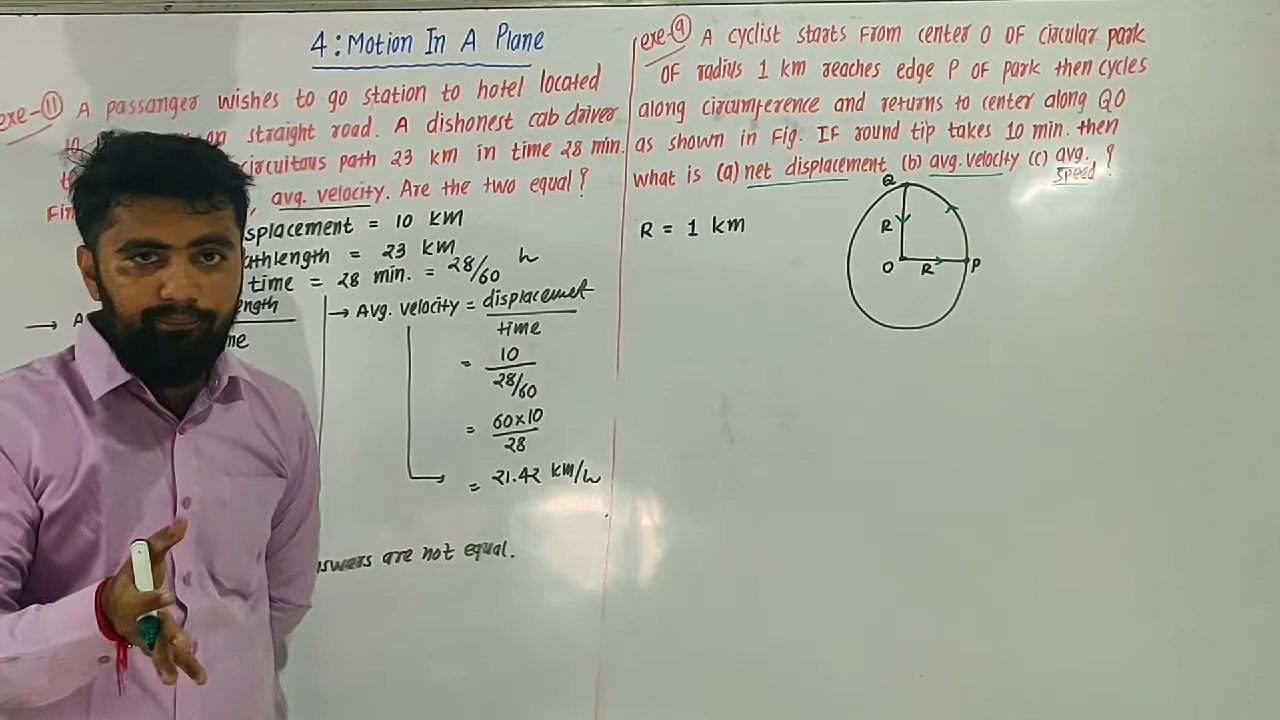 4 : Motion In A Plane
exe-⑪ A passanger wishes to go station to hotel located
on straight road. A dishonest cab driver
circuitous path 23 km in time 28 min.
avg. velocity. Are the two equal ?
splacement = 10 km
athlength = 23 km
time = 28 min. = 28/60 h
→ A
ength
me
→ Avg. velocity = displacemet
time
= 10
28/60
= 60×10
28
= 21.42 km/h
swers are not equal.
exe-⑨ A cyclist starts from center O of circular park
of radius 1 km reaches edge P of park then cycles
along circumference and returns to center along QO
as shown in Fig. If round tip takes 10 min. then
what is (a) net displacement (b) avg. velocity (c) avg. speed ?
R = 1 km
Q
R
O
R
P